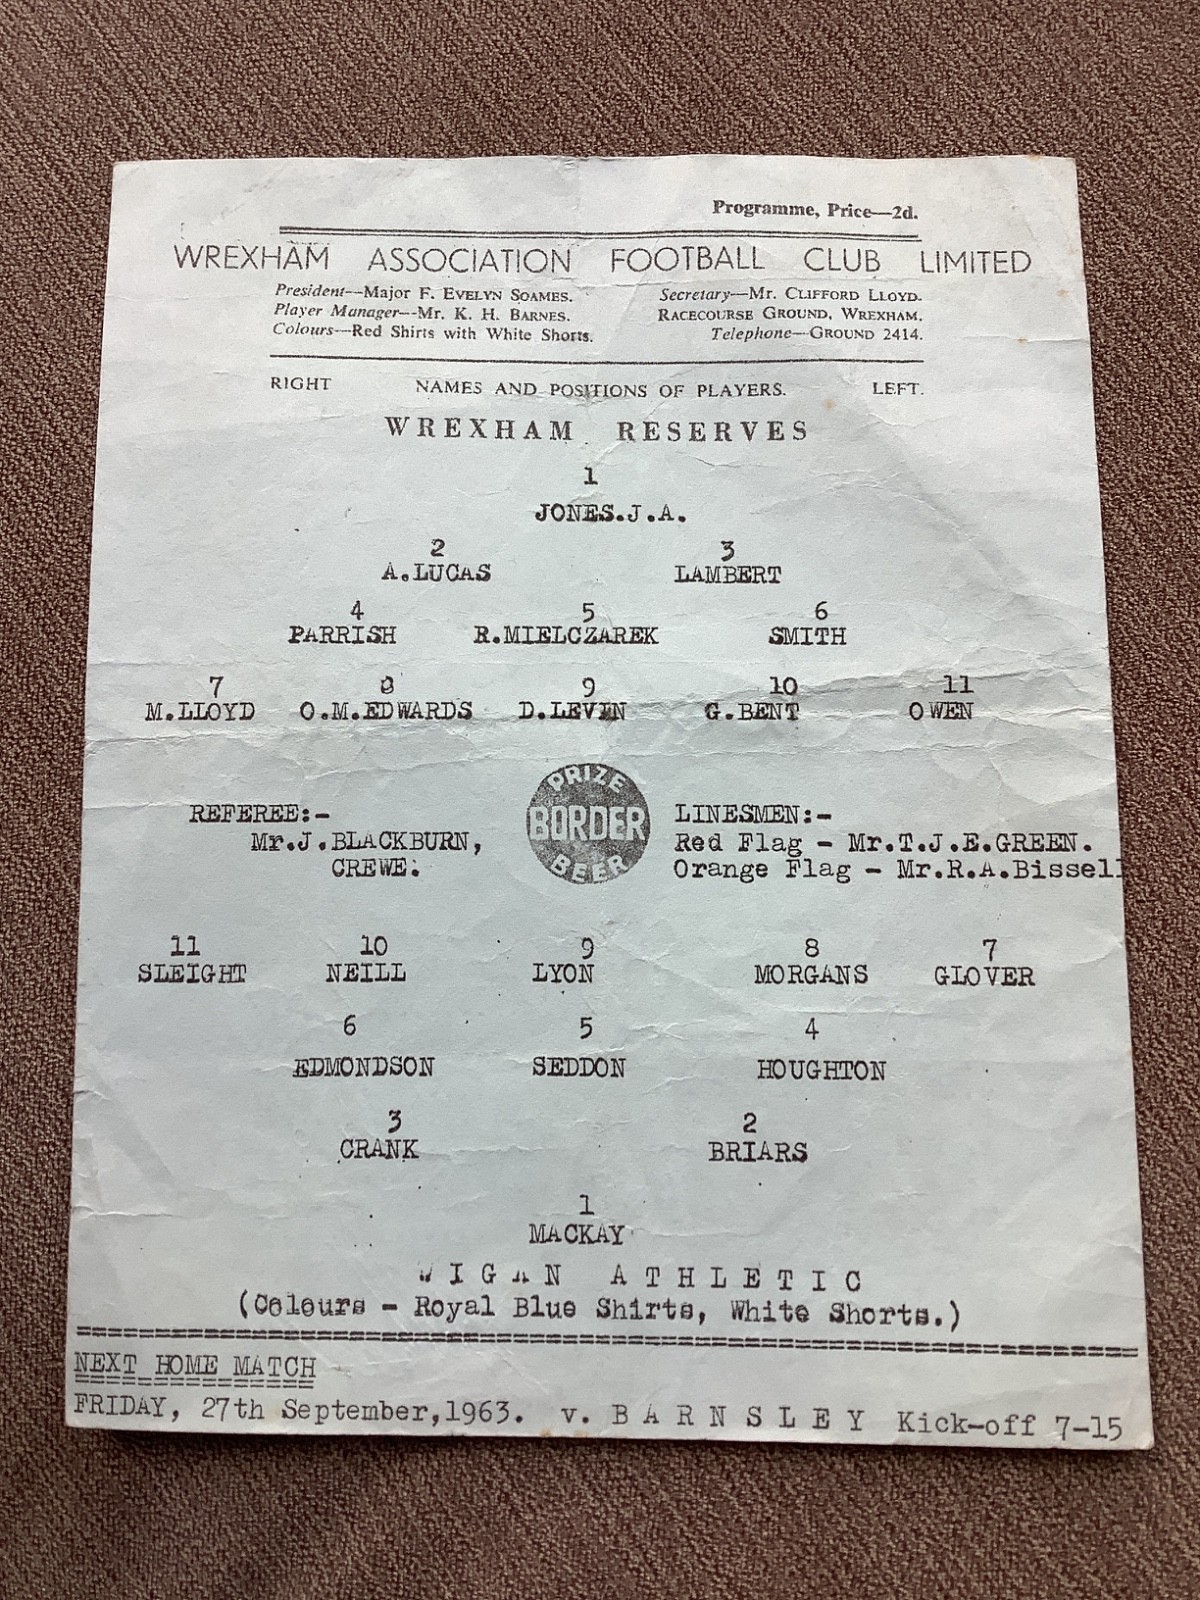 Programme, Price—2d.
WREXHAM ASSOCIATION FOOTBALL CLUB LIMITED
President—Major F. Evelyn Soames. Secretary—Mr. Clifford Lloyd.
Player Manager—Mr. K. H. Barnes. Racecourse Ground, Wrexham.
Colours—Red Shirts with White Shorts. Telephone—Ground 2414.
RIGHT NAMES AND POSITIONS OF PLAYERS. LEFT.
WREXHAM RESERVES
1
JONES.J.A.
2 3
A.LUCAS LAMBERT
4 5 6
PARRISH R.MIELCZAREK SMITH
7 8 9 10 11
M.LLOYD O.M.EDWARDS D.LEVEN G.BENT OWEN
PRIZE
BORDER
BEER
REFEREE:- LINESMEN:-
Mr.J.BLACKBURN, Red Flag - Mr.T.J.E.GREEN.
CREWE. Orange Flag - Mr.R.A.Bissell
11 10 9 8 7
SLEIGHT NEILL LYON MORGANS GLOVER
6 5 4
EDMONDSON SEDDON HOUGHTON
3 2
CRANK BRIARS
1
MACKAY
WIGAN ATHLETIC
(Colours - Royal Blue Shirts, White Shorts.)
NEXT HOME MATCH
FRIDAY, 27th September,1963. v. BARNSLEY Kick-off 7-15